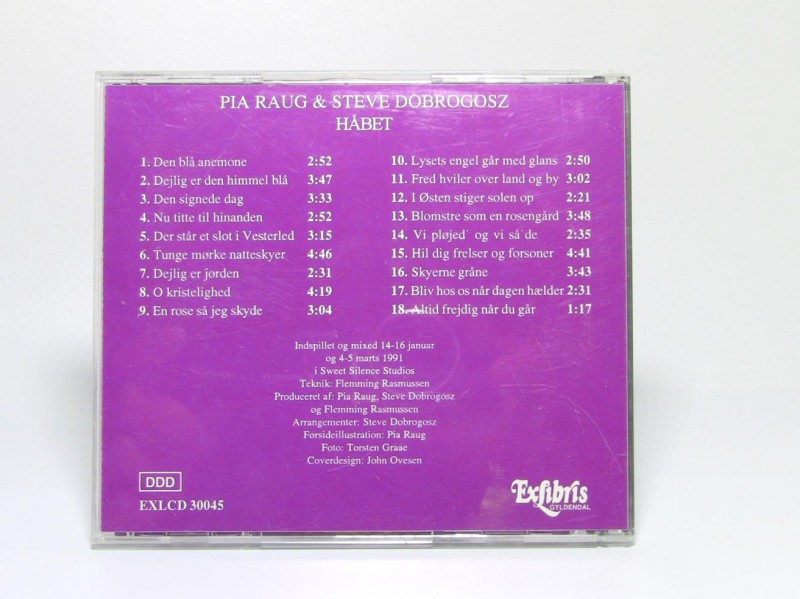 PIA RAUG & STEVE DOBROGOSZ
HÅBET
1. Den blå anemone 2:52
2. Dejlig er den himmel blå 3:47
3. Den signede dag 3:33
4. Nu titte til hinanden 2:52
5. Der står et slot i Vesterled 3:15
6. Tunge mørke natteskyer 4:46
7. Dejlig er jorden 2:31
8. O kristelighed 4:19
9. En rose så jeg skyde 3:04
10. Lysets engel går med glans 2:50
11. Fred hviler over land og by 3:02
12. I Østen stiger solen op 2:21
13. Blomstre som en rosengård 3:48
14. Vi pløjed' og vi så'de 2:35
15. Hil dig frelser og forsoner 4:41
16. Skyerne gråne 3:43
17. Bliv hos os når dagen hælder 2:31
18. Altid frejdig når du går 1:17
Indspillet og mixed 14-16 januar
og 4-5 marts 1991
i Sweet Silence Studios
Teknik: Flemming Rasmussen
Produceret af: Pia Raug, Steve Dobrogosz
og Flemming Rasmussen
Arrangementer: Steve Dobrogosz
Forsideillustration: Pia Raug
Foto: Torsten Graae
Coverdesign: John Ovesen
DDD
EXLCD 30045
Exlibris
GYLDENDAL